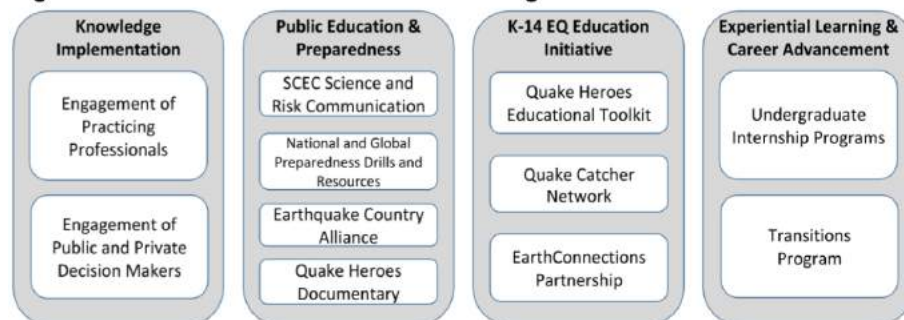 Knowledge
Implementation
Engagement of
Practicing
Professionals
Engagement of
Public and Private
Decision Makers
Public Education &
Preparedness
SCEC Science and
Risk Communication
National and Global
Preparedness Drills and
Resources
Earthquake Country
Alliance
Quake Heroes
Documentary
K-14 EQ Education
Initiative
Quake Heroes
Educational Toolkit
Quake Catcher
Network
EarthConnections
Partnership
Experiential Learning &
Career Advancement
Undergraduate
Internship Programs
Transitions
Program